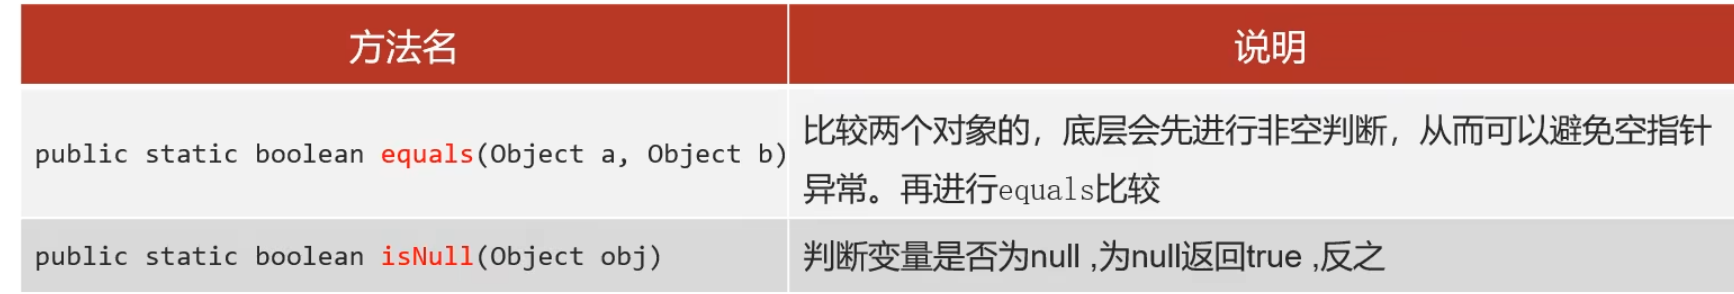 方法名 说明
public static boolean equals(Object a, Object b) 比较两个对象的，底层会先进行非空判断，从而可以避免空指针
异常。再进行equals比较
public static boolean isNull(Object obj) 判断变量是否为null ,为null返回true ,反之